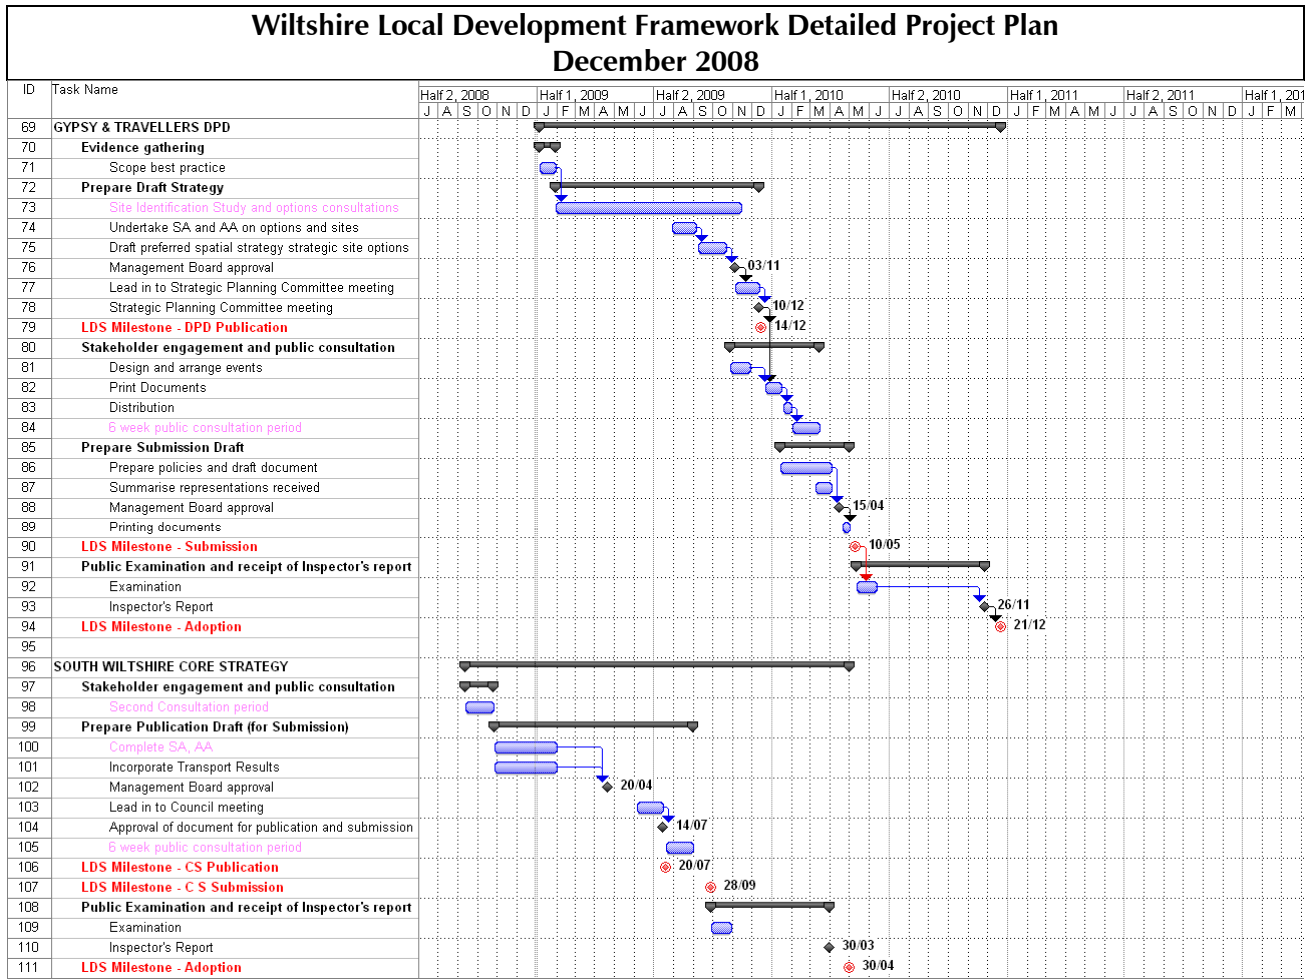 Wiltshire Local Development Framework Detailed Project Plan
December 2008
ID Task Name Half 2, 2008 Half 1, 2009 Half 2, 2009 Half 1, 2010 Half 2, 2010 Half 1, 2011 Half 2, 2011 Half 1, 201
J A S O N D J F M A M J J A S O N D J F M A M J J A S O N D J F M A M J J A S O N D J F M
69 GYPSY & TRAVELLERS DPD
70 Evidence gathering
71 Scope best practice
72 Prepare Draft Strategy
73 Site Identification Study and options consultations
74 Undertake SA and AA on options and sites
75 Draft preferred spatial strategy strategic site options
76 Management Board approval 03/11
77 Lead in to Strategic Planning Committee meeting
78 Strategic Planning Committee meeting 10/12
79 LDS Milestone - DPD Publication 14/12
80 Stakeholder engagement and public consultation
81 Design and arrange events
82 Print Documents
83 Distribution
84 6 week public consultation period
85 Prepare Submission Draft
86 Prepare policies and draft document
87 Summarise representations received
88 Management Board approval 15/04
89 Printing documents
90 LDS Milestone - Submission 10/05
91 Public Examination and receipt of Inspector's report
92 Examination
93 Inspector's Report 26/11
94 LDS Milestone - Adoption 21/12
95
96 SOUTH WILTSHIRE CORE STRATEGY
97 Stakeholder engagement and public consultation
98 Second Consultation period
99 Prepare Publication Draft (for Submission)
100 Complete SA, AA
101 Incorporate Transport Results
102 Management Board approval 20/04
103 Lead in to Council meeting
104 Approval of document for publication and submission 14/07
105 6 week public consultation period
106 LDS Milestone - CS Publication 20/07
107 LDS Milestone - C S Submission 28/09
108 Public Examination and receipt of Inspector's report
109 Examination
110 Inspector's Report 30/03
111 LDS Milestone - Adoption 30/04